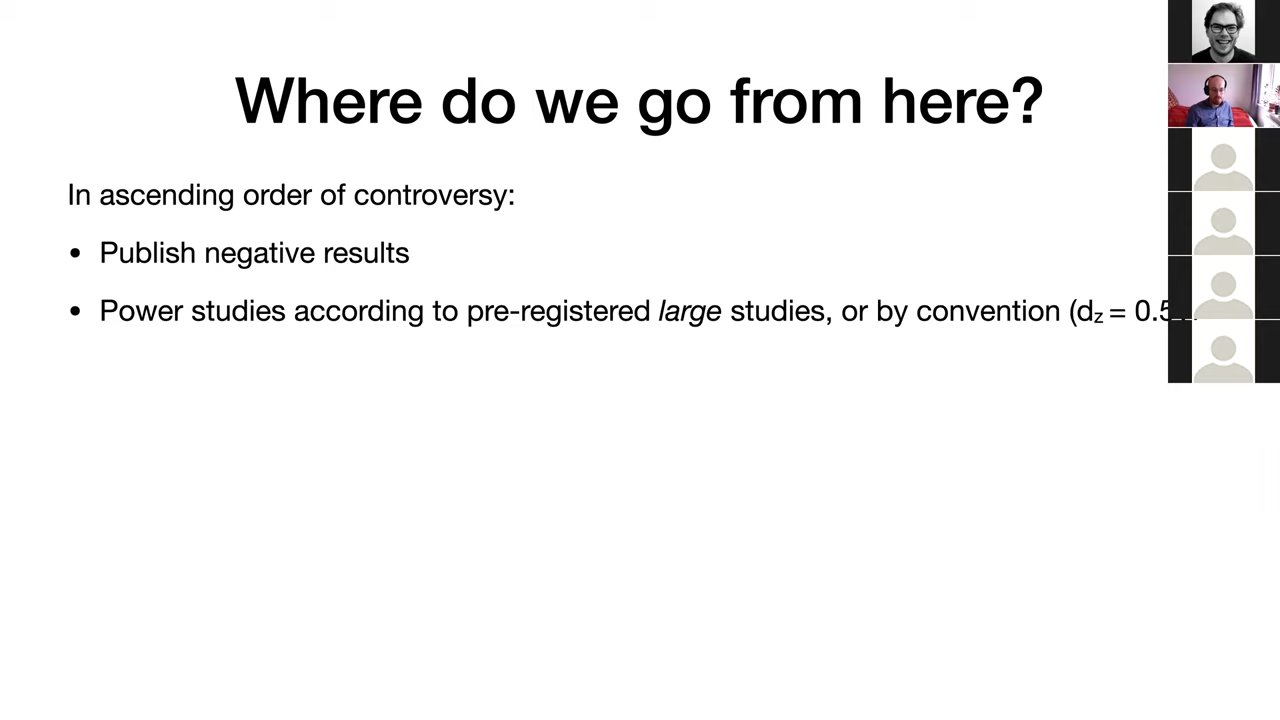 Where do we go from here?
In ascending order of controversy:
• Publish negative results
• Power studies according to pre-registered large studies, or by convention (dz = 0.5